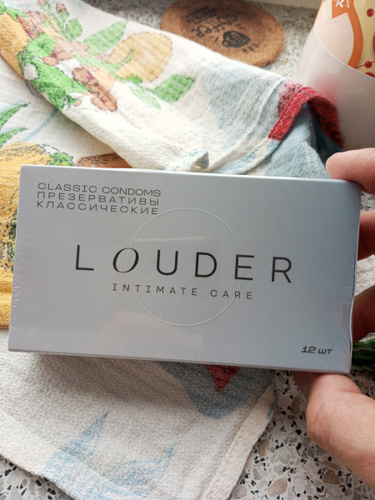 CLASSIC CONDOMS
ПРЕЗЕРВАТИВЫ
КЛАССИЧЕСКИЕ
LOUDER
INTIMATE CARE
12 шт